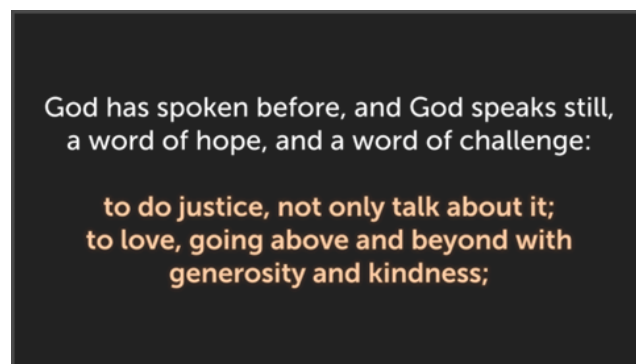 God has spoken before, and God speaks still,
a word of hope, and a word of challenge:
to do justice, not only talk about it;
to love, going above and beyond with
generosity and kindness;